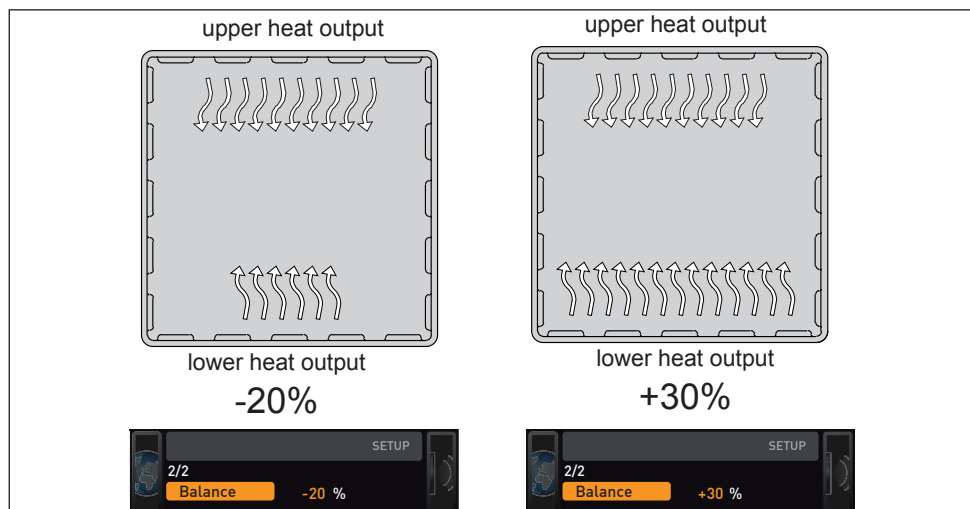 upper heat output
lower heat output
-20%
SETUP
2/2
Balance -20 %
upper heat output
lower heat output
+30%
SETUP
2/2
Balance +30 %